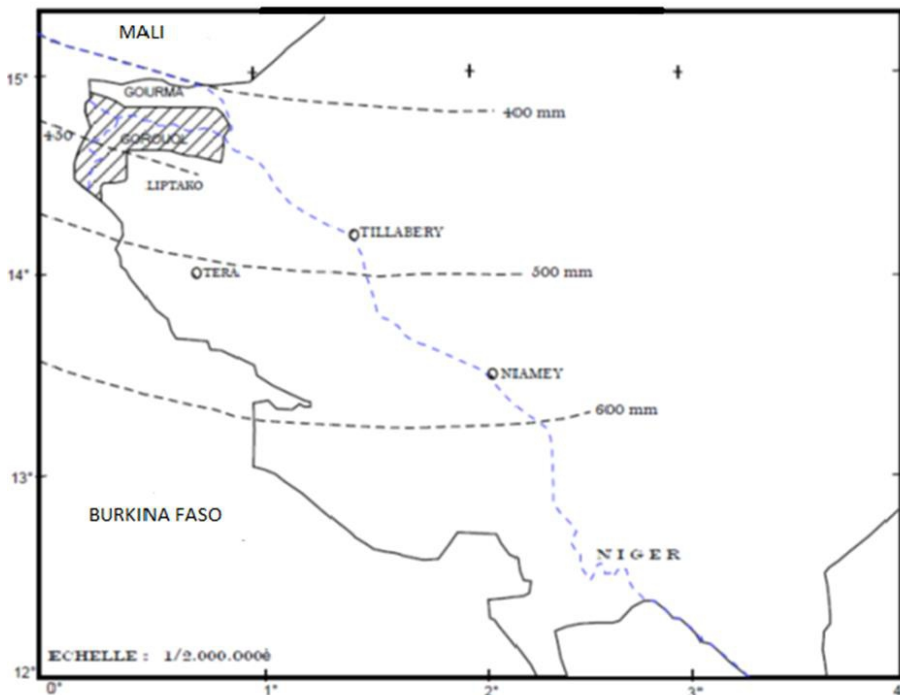 MALI
15°
GOURMA
400 mm
430
GOROUOL
LIPTAKO
TILLABERY
500 mm
14°
TERA
NIAMEY
600 mm
13°
BURKINA FASO
NIGER
ECHELLE : 1/2.000.000è
12°
0°
1°
2°
3°
4